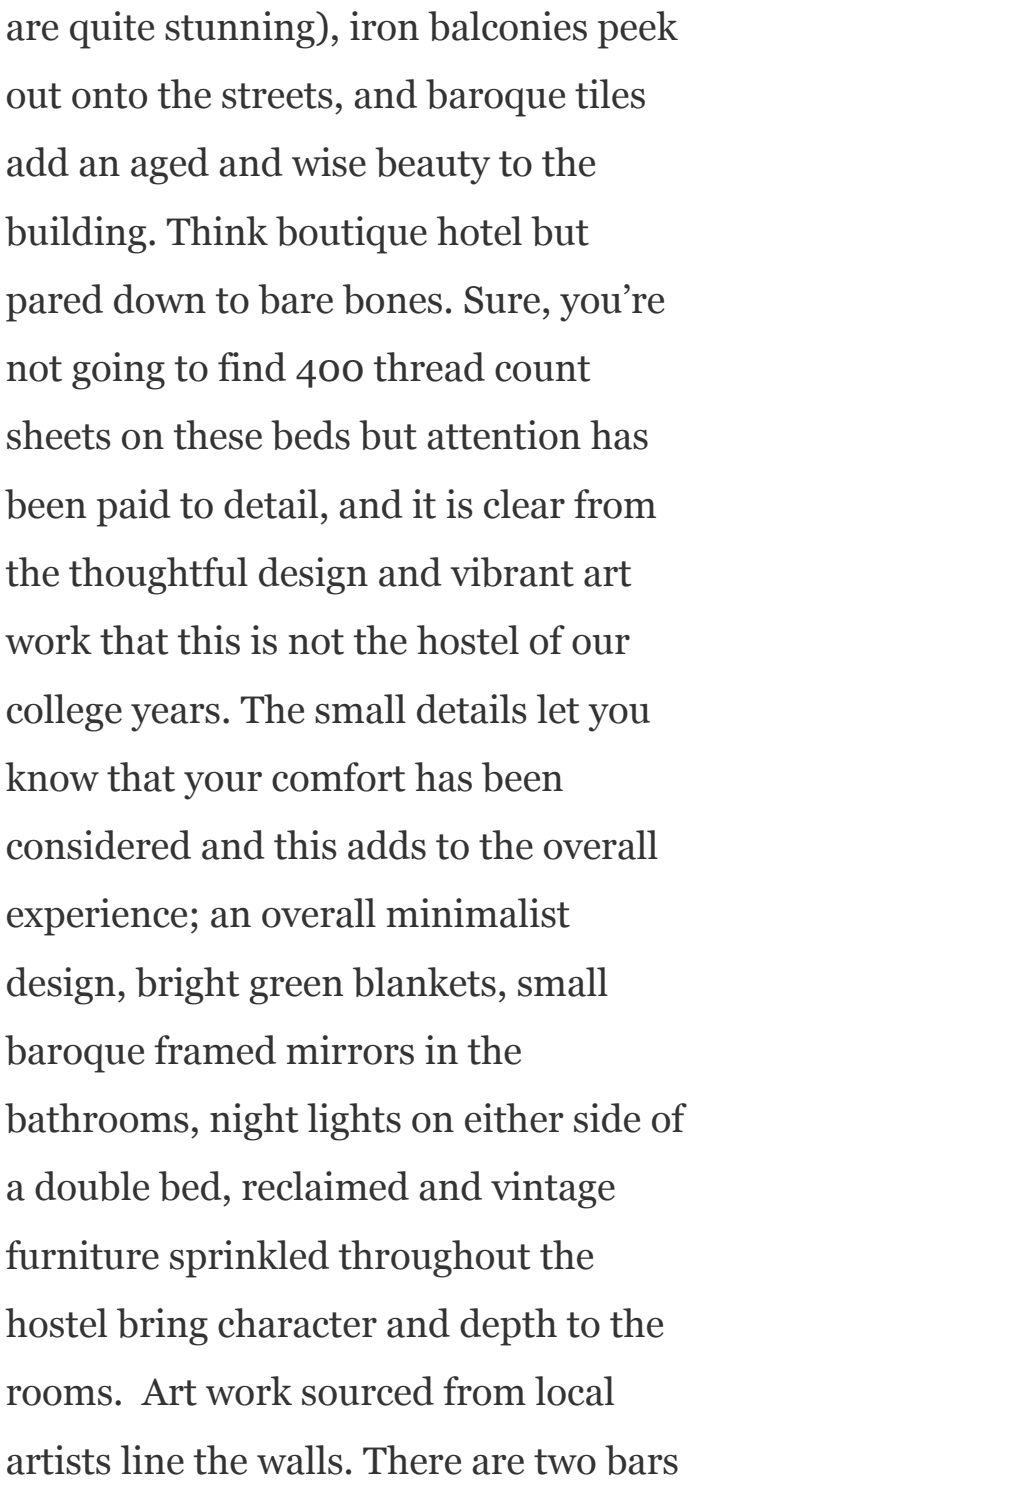 are quite stunning), iron balconies peek
out onto the streets, and baroque tiles
add an aged and wise beauty to the
building. Think boutique hotel but
pared down to bare bones. Sure, you’re
not going to find 400 thread count
sheets on these beds but attention has
been paid to detail, and it is clear from
the thoughtful design and vibrant art
work that this is not the hostel of our
college years. The small details let you
know that your comfort has been
considered and this adds to the overall
experience; an overall minimalist
design, bright green blankets, small
baroque framed mirrors in the
bathrooms, night lights on either side of
a double bed, reclaimed and vintage
furniture sprinkled throughout the
hostel bring character and depth to the
rooms.  Art work sourced from local
artists line the walls. There are two bars